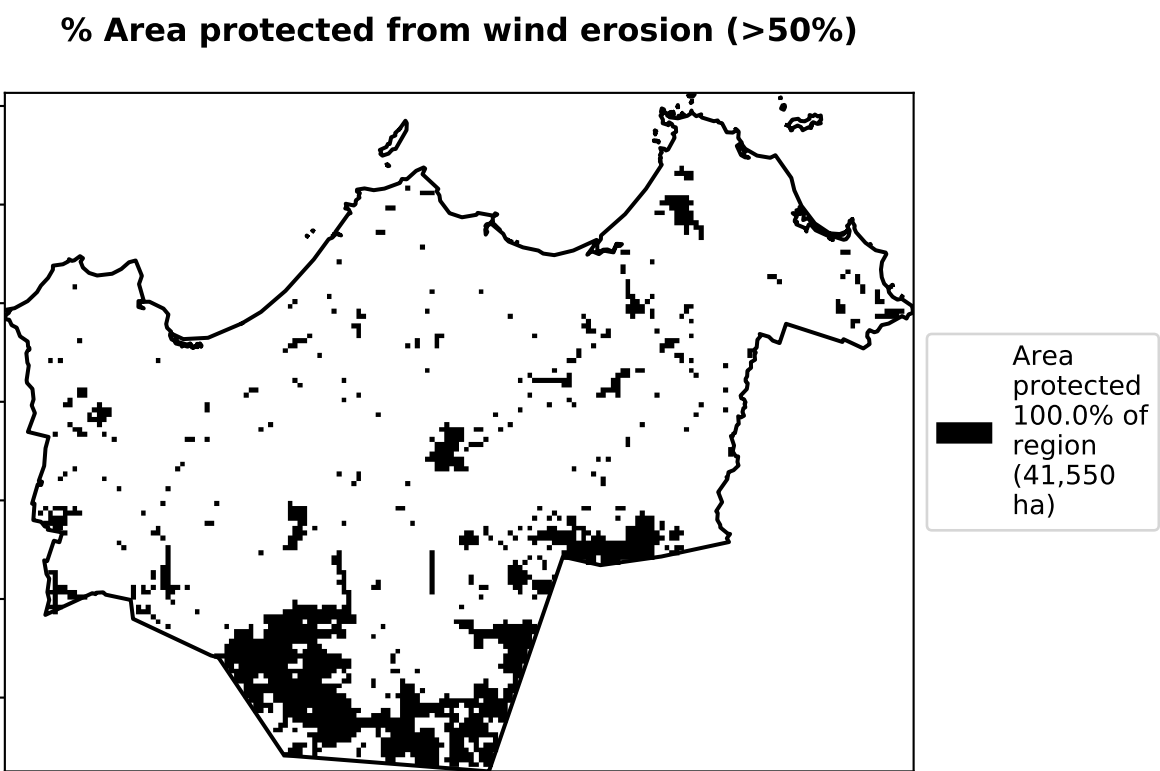 % Area protected from wind erosion (>50%)
Area
protected
100.0% of
region
(41,550
ha)